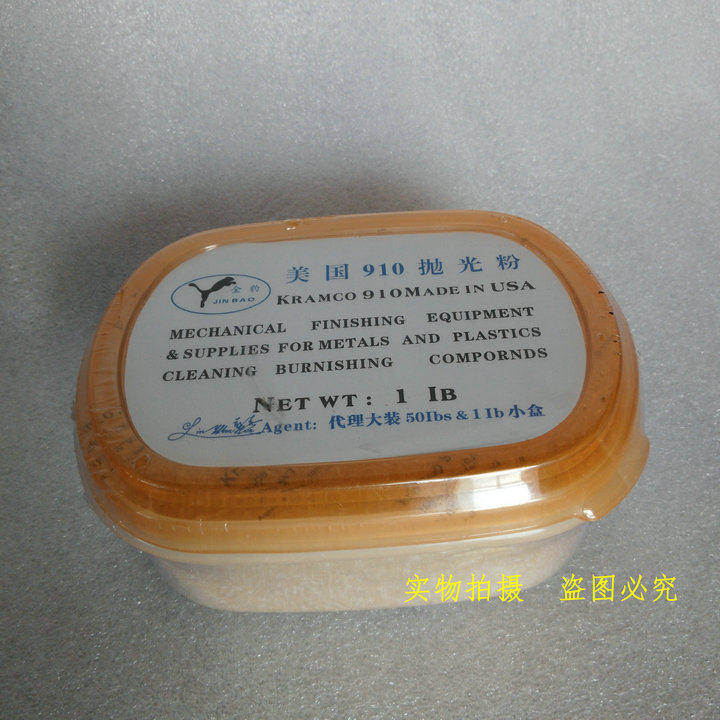 美国910抛光粉
金豹
JIN BAO
KRAMCO 910MADE IN USA
MECHANICAL FINISHING EQUIPMENT
& SUPPLIES FOR METALS AND PLASTICS
CLEANING BURNISHING COMPORNDS
NET WT: 1 IB
Agent: 代理大装 50Ibs & 1 Ib 小盒
实物拍摄 盗图必究